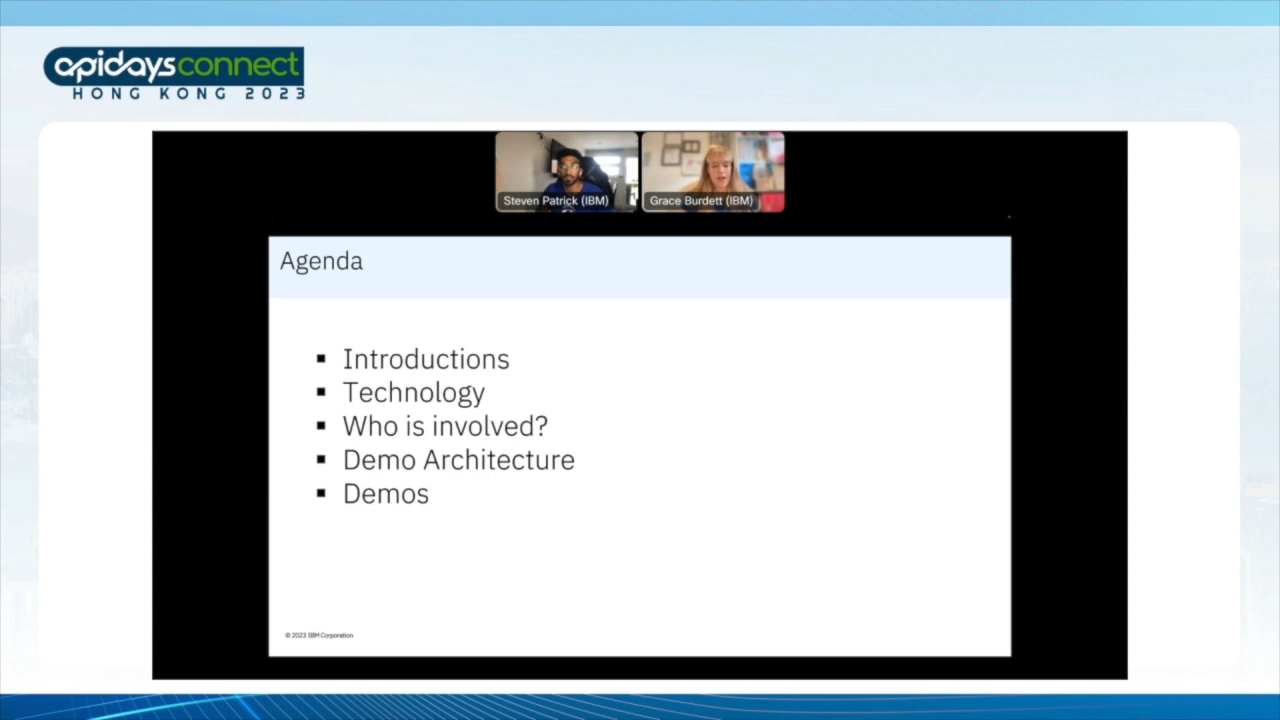 apidays connect
HONG KONG 2023
Steven Patrick (IBM)
Grace Burdett (IBM)
Agenda
▪ Introductions
▪ Technology
▪ Who is involved?
▪ Demo Architecture
▪ Demos
© 2023 IBM Corporation